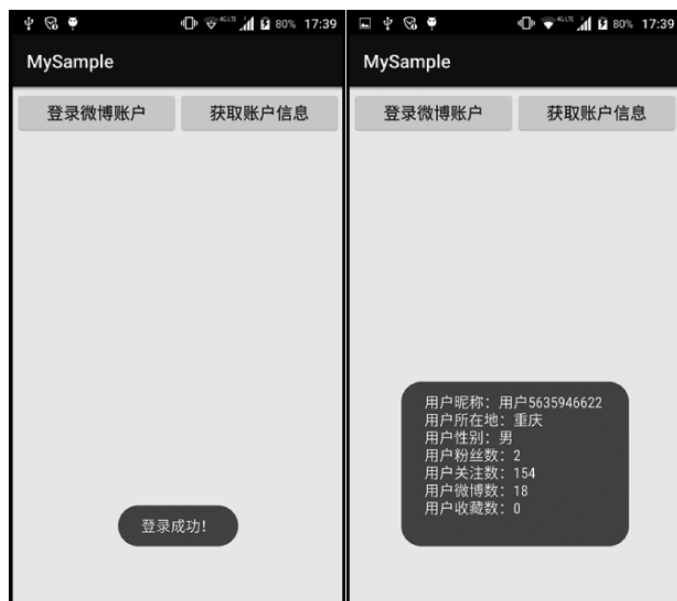 80% 17:39
MySample
登录微博账户 获取账户信息
登录成功!
80% 17:39
MySample
登录微博账户 获取账户信息
用户昵称：用户5635946622
用户所在地：重庆
用户性别：男
用户粉丝数：2
用户关注数：154
用户微博数：18
用户收藏数：0